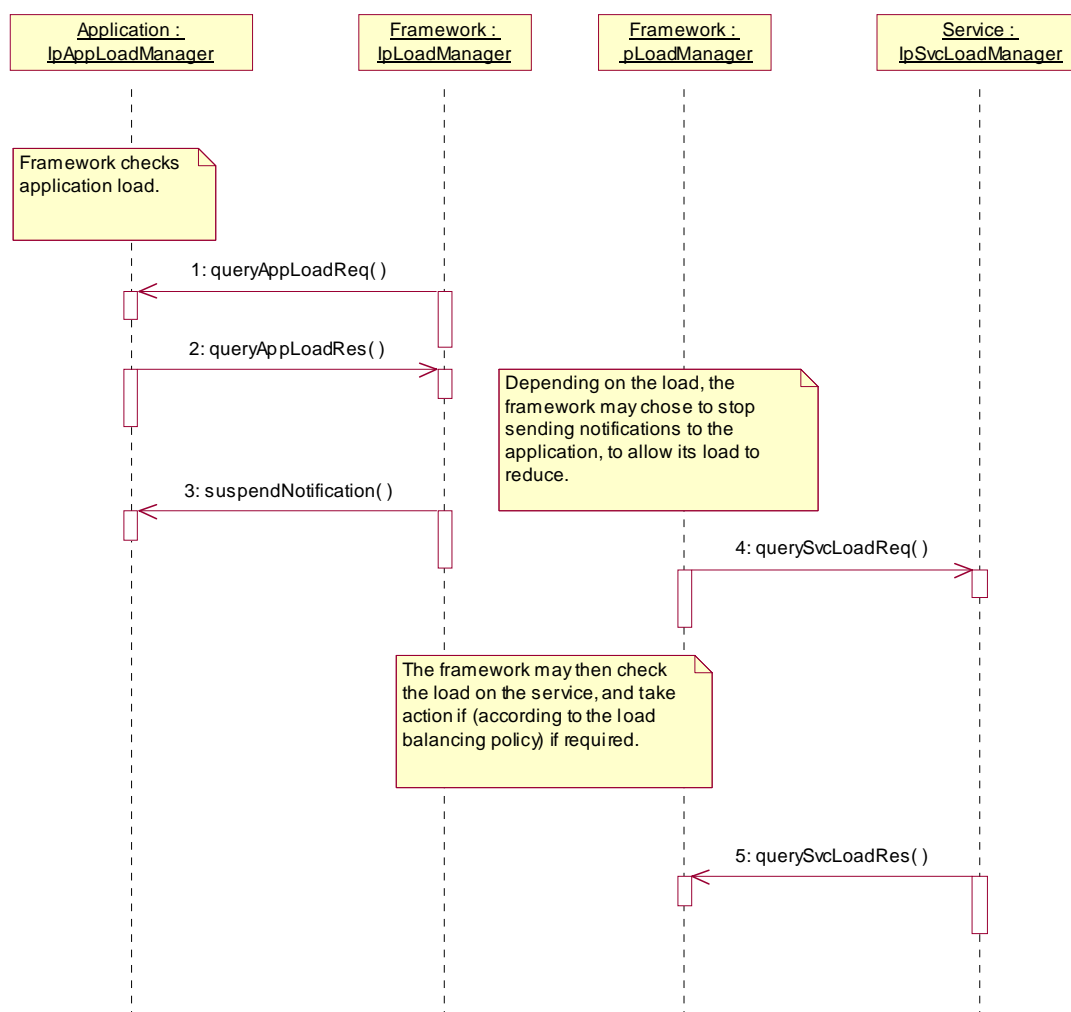 Application :
IpAppLoadManager
Framework :
IpLoadManager
Framework :
pLoadManager
Service :
IpSvcLoadManager
Framework checks
application load.
1: queryAppLoadReq( )
2: queryAppLoadRes( )
Depending on the load, the
framework may chose to stop
sending notifications to the
application, to allow its load to
reduce.
3: suspendNotification( )
4: querySvcLoadReq( )
The framework may then check
the load on the service, and take
action if (according to the load
balancing policy) if required.
5: querySvcLoadRes( )